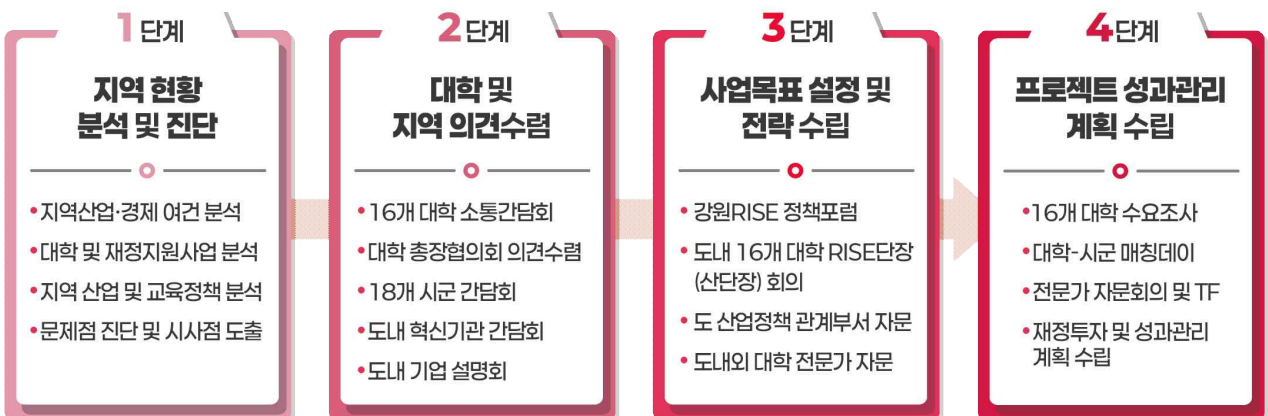 1단계
지역 현황
분석 및 진단
•지역산업·경제 여건 분석
•대학 및 재정지원사업 분석
•지역 산업 및 교육정책 분석
•문제점 진단 및 시사점 도출
2단계
대학 및
지역 의견수렴
•16개 대학 소통간담회
•대학 총장협의회 의견수렴
•18개 시군 간담회
•도내 혁신기관 간담회
•도내 기업 설명회
3단계
사업목표 설정 및
전략 수립
• 강원RISE 정책포럼
• 도내 16개 대학 RISE단장
(산단장) 회의
• 도 산업정책 관계부서 자문
• 도내외 대학 전문가 자문
4단계
프로젝트 성과관리
계획 수립
•16개 대학 수요조사
•대학-시군 매칭데이
•전문가 자문회의 및 TF
•재정투자 및 성과관리
계획 수립